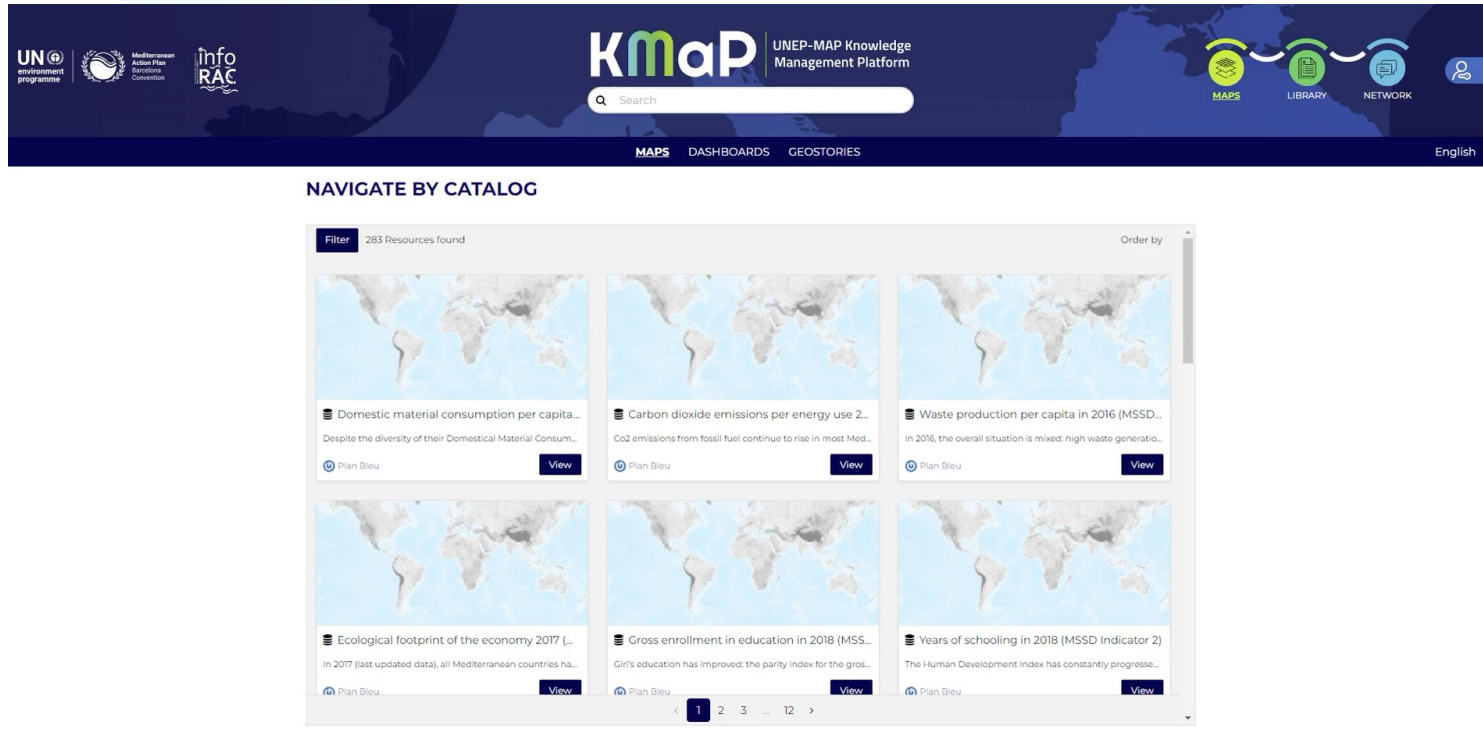 UN
environment
programme
Mediterranean
Action Plan
Barcelona
Convention
info
RAC
KMaP
UNEP-MAP Knowledge
Management Platform
Search
MAPS
LIBRARY
NETWORK
MAPS DASHBOARDS GEOSTORIES
English
NAVIGATE BY CATALOG
Filter 283 Resources found
Order by
Domestic material consumption per capita...
Despite the diversity of their Domestical Material Consum...
Plan Bleu
View
Carbon dioxide emissions per energy use 2...
Co2 emissions from fossil fuel continue to rise in most Med...
Plan Bleu
View
Waste production per capita in 2016 (MSSD...
In 2016, the overall situation is mixed: high waste generatio...
Plan Bleu
View
Ecological footprint of the economy 2017 (...
In 2017 (last updated data), all Mediterranean countries ha...
Plan Bleu
View
Gross enrollment in education in 2018 (MSS...
Girl's education has improved: the parity index for the gros...
Plan Bleu
View
Years of schooling in 2018 (MSSD Indicator 2)
The Human Development Index has constantly progresse...
Plan Bleu
View
< 1 2 3 ... 12 >